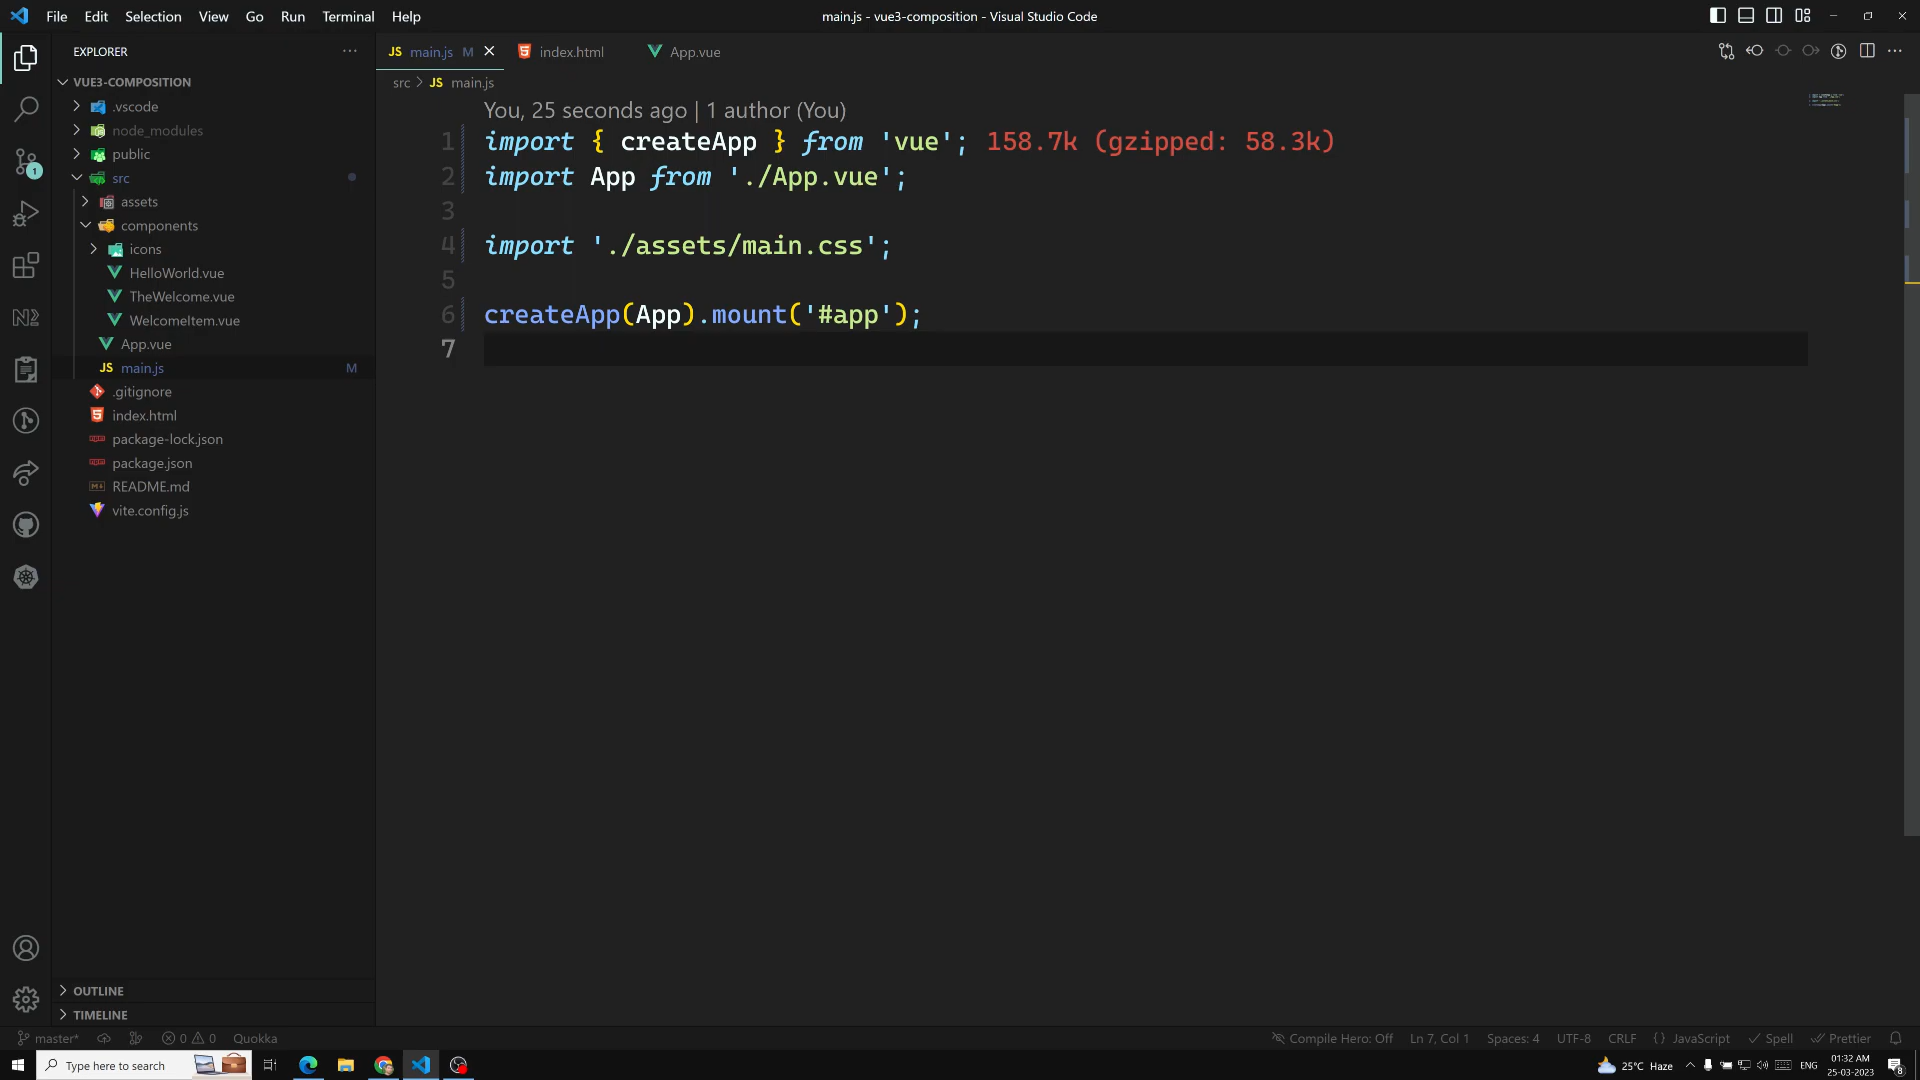 File Edit Selection View Go Run Terminal Help
main.js - vue3-composition - Visual Studio Code
EXPLORER
VUE3-COMPOSITION
.vscode
node_modules
public
src
assets
components
icons
HelloWorld.vue
TheWelcome.vue
WelcomeItem.vue
App.vue
JS main.js M
.gitignore
index.html
package-lock.json
package.json
README.md
vite.config.js
OUTLINE
TIMELINE
JS main.js M
index.html
App.vue
src > JS main.js
You, 25 seconds ago | 1 author (You)
1 import { createApp } from 'vue'; 158.7k (gzipped: 58.3k)
2 import App from './App.vue';
3
4 import './assets/main.css';
5
6 createApp(App).mount('#app');
7
1
master* 0 0 Quokka
Compile Hero: Off Ln 7, Col 1 Spaces: 4 UTF-8 CRLF {} JavaScript Spell Prettier
Type here to search
25°C Haze ENG
01:32 AM
25-03-2023
8